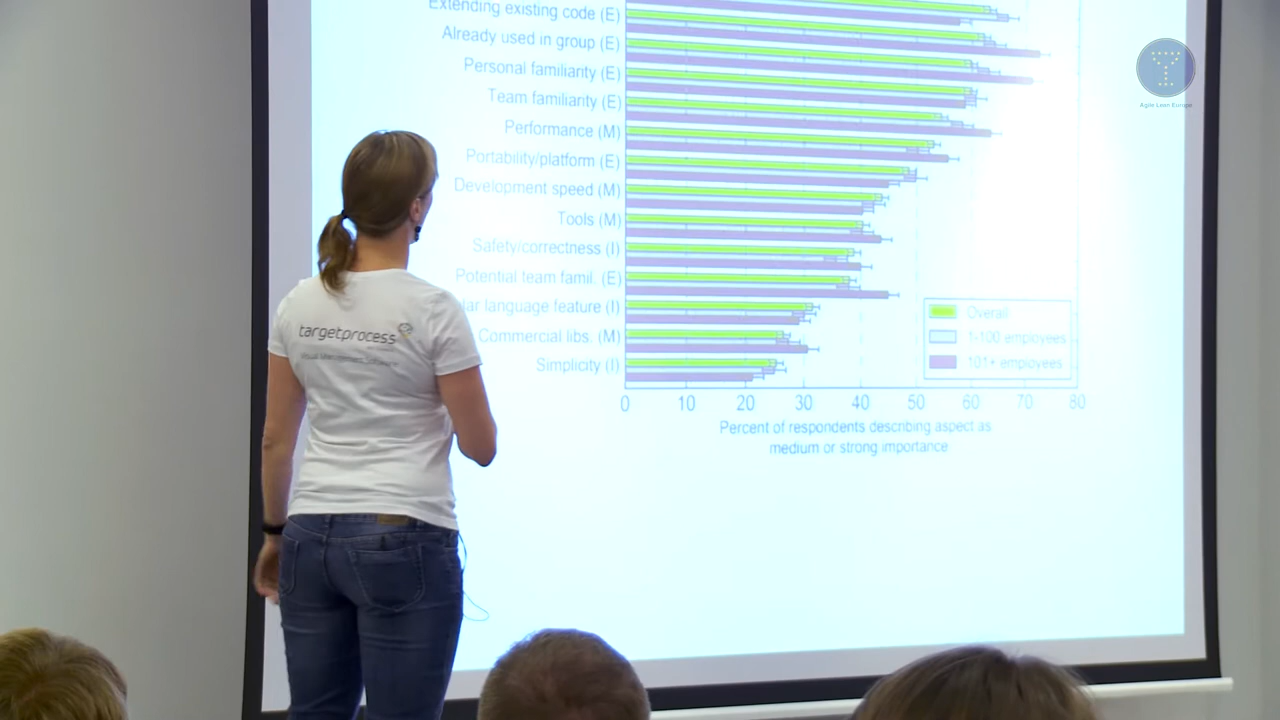 Extending existing code (E)
Already used in group (E)
Personal familiarity (E)
Team familiarity (E)
Performance (M)
Portability/platform (E)
Development speed (M)
Tools (M)
Safety/correctness (I)
Potential team famil. (E)
lar language feature (I)
Commercial libs. (M)
Simplicity (I)
Overall
1-100 employees
101+ employees
0 10 20 30 40 50 60 70 80
Percent of respondents describing aspect as
medium or strong importance
targetprocess
Visual Management Software
Agile Lean Europe